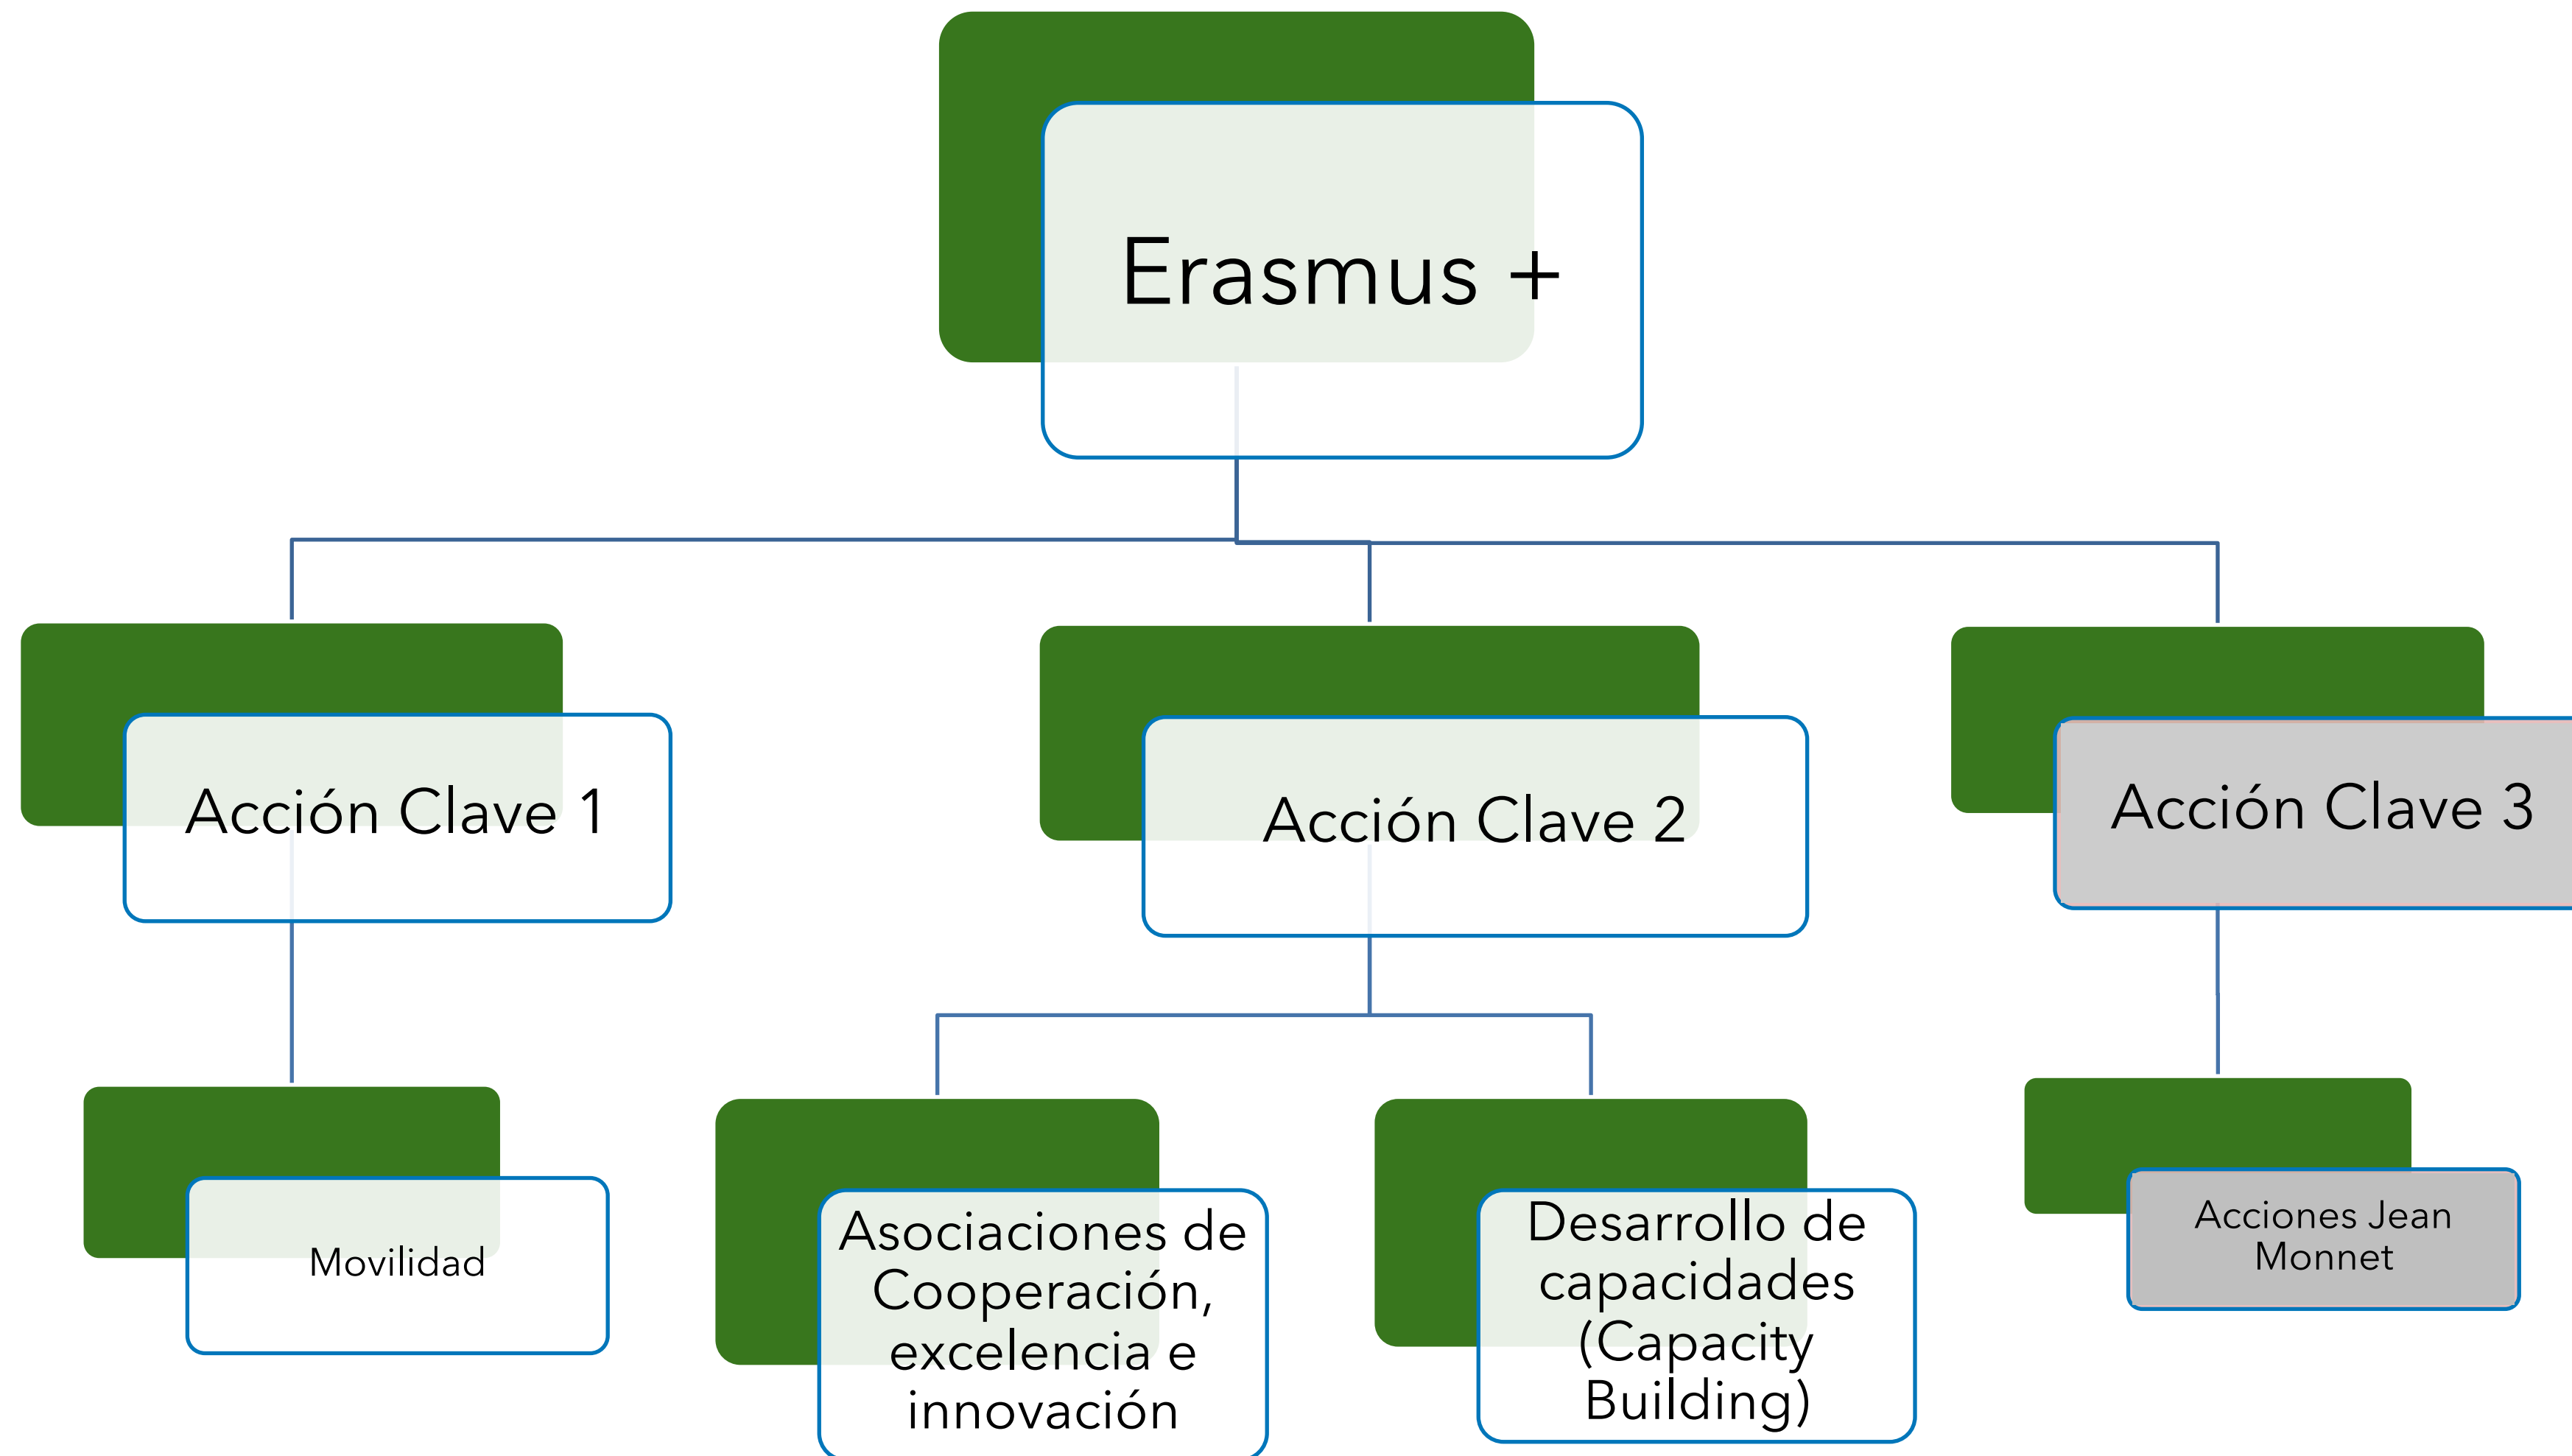 Erasmus +
Acción Clave 1
Acción Clave 2
Acción Clave 3
Movilidad
Asociaciones de
Cooperación,
excelencia e
innovación
Desarrollo de
capacidades
(Capacity
Building)
Acciones Jean
Monnet